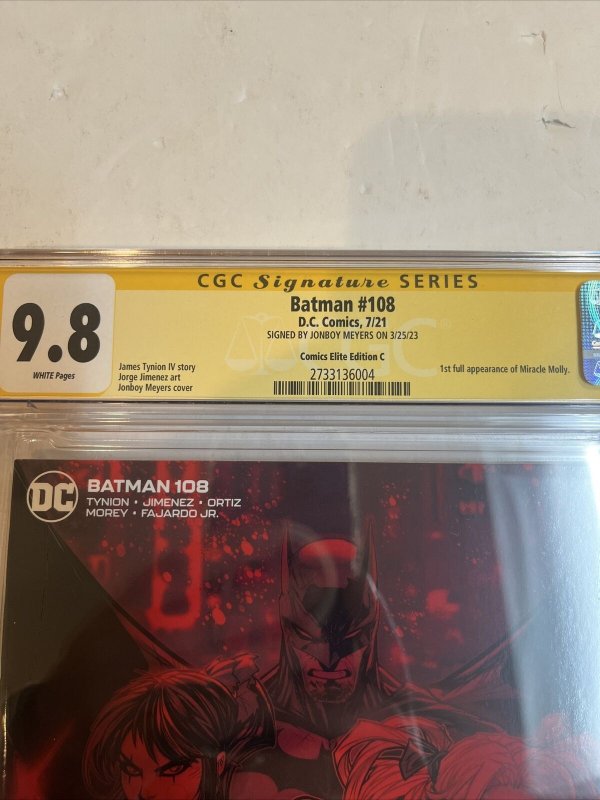 CGC Signature SERIES
Batman #108
D.C. Comics, 7/21
SIGNED BY JONBOY MEYERS ON 3/25/23
Comics Elite Edition C
2733136004
9.8
WHITE Pages
James Tynion IV story
Jorge Jimenez art
Jonboy Meyers cover
1st full appearance of Miracle Molly.
CGC
DC
BATMAN 108
TYNION • JIMENEZ • ORTIZ
MOREY • FAJARDO JR.